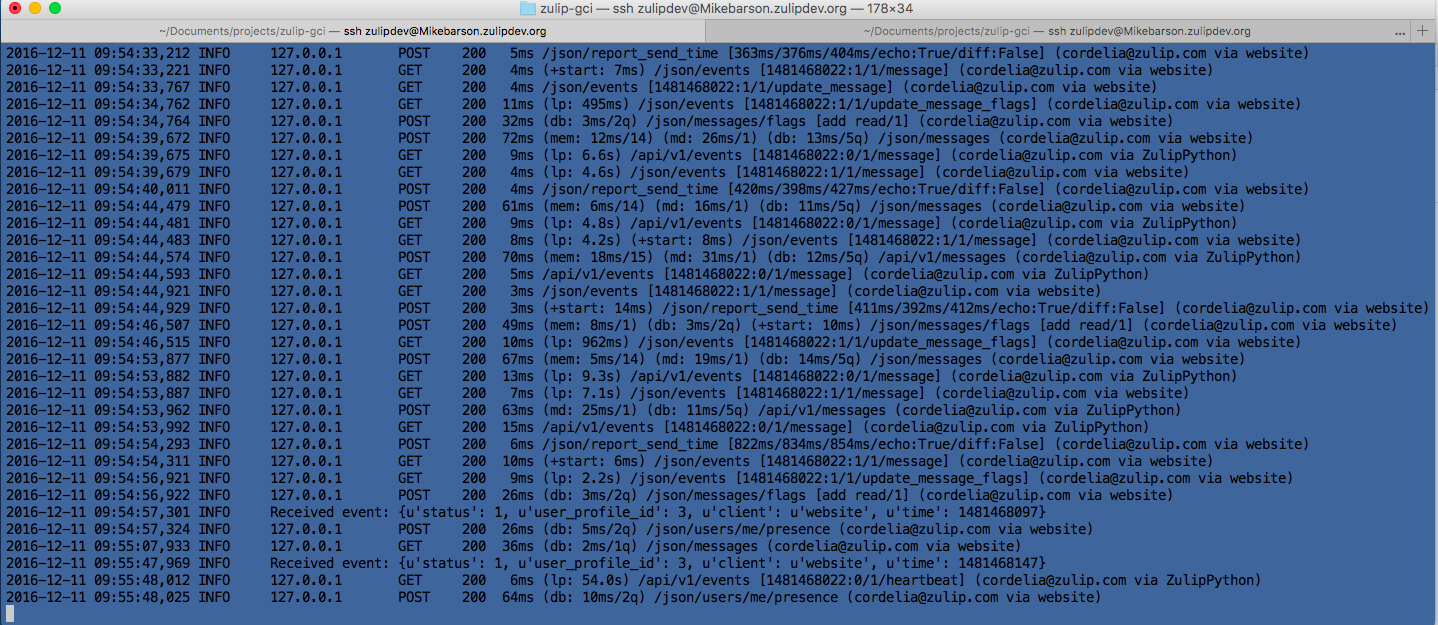 zulip-gci — ssh zulipdev@Mikebarson.zulipdev.org — 178×34
~/Documents/projects/zulip-gci — ssh zulipdev@Mikebarson.zulipdev.org ~/Documents/projects/zulip-gci — ssh zulipdev@Mikebarson.zulipdev.org ... +
2016-12-11 09:54:33,212 INFO 127.0.0.1 POST 200 5ms /json/report_send_time [363ms/376ms/404ms/echo:True/diff:False] (cordelia@zulip.com via website)
2016-12-11 09:54:33,221 INFO 127.0.0.1 GET 200 4ms (+start: 7ms) /json/events [1481468022:1/1/message] (cordelia@zulip.com via website)
2016-12-11 09:54:33,767 INFO 127.0.0.1 GET 200 4ms /json/events [1481468022:1/1/update_message] (cordelia@zulip.com via website)
2016-12-11 09:54:34,762 INFO 127.0.0.1 GET 200 11ms (lp: 495ms) /json/events [1481468022:1/1/update_message_flags] (cordelia@zulip.com via website)
2016-12-11 09:54:34,764 INFO 127.0.0.1 POST 200 32ms (db: 3ms/2q) /json/messages/flags [add read/1] (cordelia@zulip.com via website)
2016-12-11 09:54:39,672 INFO 127.0.0.1 POST 200 72ms (mem: 12ms/14) (md: 26ms/1) (db: 13ms/5q) /json/messages (cordelia@zulip.com via website)
2016-12-11 09:54:39,675 INFO 127.0.0.1 GET 200 9ms (lp: 6.6s) /api/v1/events [1481468022:0/1/message] (cordelia@zulip.com via ZulipPython)
2016-12-11 09:54:39,679 INFO 127.0.0.1 GET 200 4ms (lp: 4.6s) /json/events [1481468022:1/1/message] (cordelia@zulip.com via website)
2016-12-11 09:54:40,011 INFO 127.0.0.1 POST 200 4ms /json/report_send_time [420ms/398ms/427ms/echo:True/diff:False] (cordelia@zulip.com via website)
2016-12-11 09:54:44,479 INFO 127.0.0.1 POST 200 61ms (mem: 6ms/14) (md: 16ms/1) (db: 11ms/5q) /json/messages (cordelia@zulip.com via website)
2016-12-11 09:54:44,481 INFO 127.0.0.1 GET 200 9ms (lp: 4.8s) /api/v1/events [1481468022:0/1/message] (cordelia@zulip.com via ZulipPython)
2016-12-11 09:54:44,483 INFO 127.0.0.1 GET 200 8ms (lp: 4.2s) (+start: 8ms) /json/events [1481468022:1/1/message] (cordelia@zulip.com via website)
2016-12-11 09:54:44,574 INFO 127.0.0.1 POST 200 70ms (mem: 18ms/15) (md: 31ms/1) (db: 12ms/5q) /api/v1/messages (cordelia@zulip.com via ZulipPython)
2016-12-11 09:54:44,593 INFO 127.0.0.1 GET 200 5ms /api/v1/events [1481468022:0/1/message] (cordelia@zulip.com via ZulipPython)
2016-12-11 09:54:44,921 INFO 127.0.0.1 GET 200 3ms /json/events [1481468022:1/1/message] (cordelia@zulip.com via website)
2016-12-11 09:54:44,929 INFO 127.0.0.1 POST 200 3ms (+start: 14ms) /json/report_send_time [411ms/392ms/412ms/echo:True/diff:False] (cordelia@zulip.com via website)
2016-12-11 09:54:46,507 INFO 127.0.0.1 POST 200 49ms (mem: 8ms/1) (db: 3ms/2q) (+start: 10ms) /json/messages/flags [add read/1] (cordelia@zulip.com via website)
2016-12-11 09:54:46,515 INFO 127.0.0.1 GET 200 10ms (lp: 962ms) /json/events [1481468022:1/1/update_message_flags] (cordelia@zulip.com via website)
2016-12-11 09:54:53,877 INFO 127.0.0.1 POST 200 67ms (mem: 5ms/14) (md: 19ms/1) (db: 14ms/5q) /json/messages (cordelia@zulip.com via website)
2016-12-11 09:54:53,882 INFO 127.0.0.1 GET 200 13ms (lp: 9.3s) /api/v1/events [1481468022:0/1/message] (cordelia@zulip.com via ZulipPython)
2016-12-11 09:54:53,887 INFO 127.0.0.1 GET 200 7ms (lp: 7.1s) /json/events [1481468022:1/1/message] (cordelia@zulip.com via website)
2016-12-11 09:54:53,962 INFO 127.0.0.1 POST 200 63ms (md: 25ms/1) (db: 11ms/5q) /api/v1/messages (cordelia@zulip.com via ZulipPython)
2016-12-11 09:54:53,992 INFO 127.0.0.1 GET 200 15ms /api/v1/events [1481468022:0/1/message] (cordelia@zulip.com via ZulipPython)
2016-12-11 09:54:54,293 INFO 127.0.0.1 POST 200 6ms /json/report_send_time [822ms/834ms/854ms/echo:True/diff:False] (cordelia@zulip.com via website)
2016-12-11 09:54:54,311 INFO 127.0.0.1 GET 200 10ms (+start: 6ms) /json/events [1481468022:1/1/message] (cordelia@zulip.com via website)
2016-12-11 09:54:56,921 INFO 127.0.0.1 GET 200 9ms (lp: 2.2s) /json/events [1481468022:1/1/update_message_flags] (cordelia@zulip.com via website)
2016-12-11 09:54:56,922 INFO 127.0.0.1 POST 200 26ms (db: 3ms/2q) /json/messages/flags [add read/1] (cordelia@zulip.com via website)
2016-12-11 09:54:57,301 INFO Received event: {u'status': 1, u'user_profile_id': 3, u'client': u'website', u'time': 1481468097}
2016-12-11 09:54:57,324 INFO 127.0.0.1 POST 200 26ms (db: 5ms/2q) /json/users/me/presence (cordelia@zulip.com via website)
2016-12-11 09:55:07,933 INFO 127.0.0.1 GET 200 36ms (db: 2ms/1q) /json/messages (cordelia@zulip.com via website)
2016-12-11 09:55:47,969 INFO Received event: {u'status': 1, u'user_profile_id': 3, u'client': u'website', u'time': 1481468147}
2016-12-11 09:55:48,012 INFO 127.0.0.1 GET 200 6ms (lp: 54.0s) /api/v1/events [1481468022:0/1/heartbeat] (cordelia@zulip.com via ZulipPython)
2016-12-11 09:55:48,025 INFO 127.0.0.1 POST 200 64ms (db: 10ms/2q) /json/users/me/presence (cordelia@zulip.com via website)